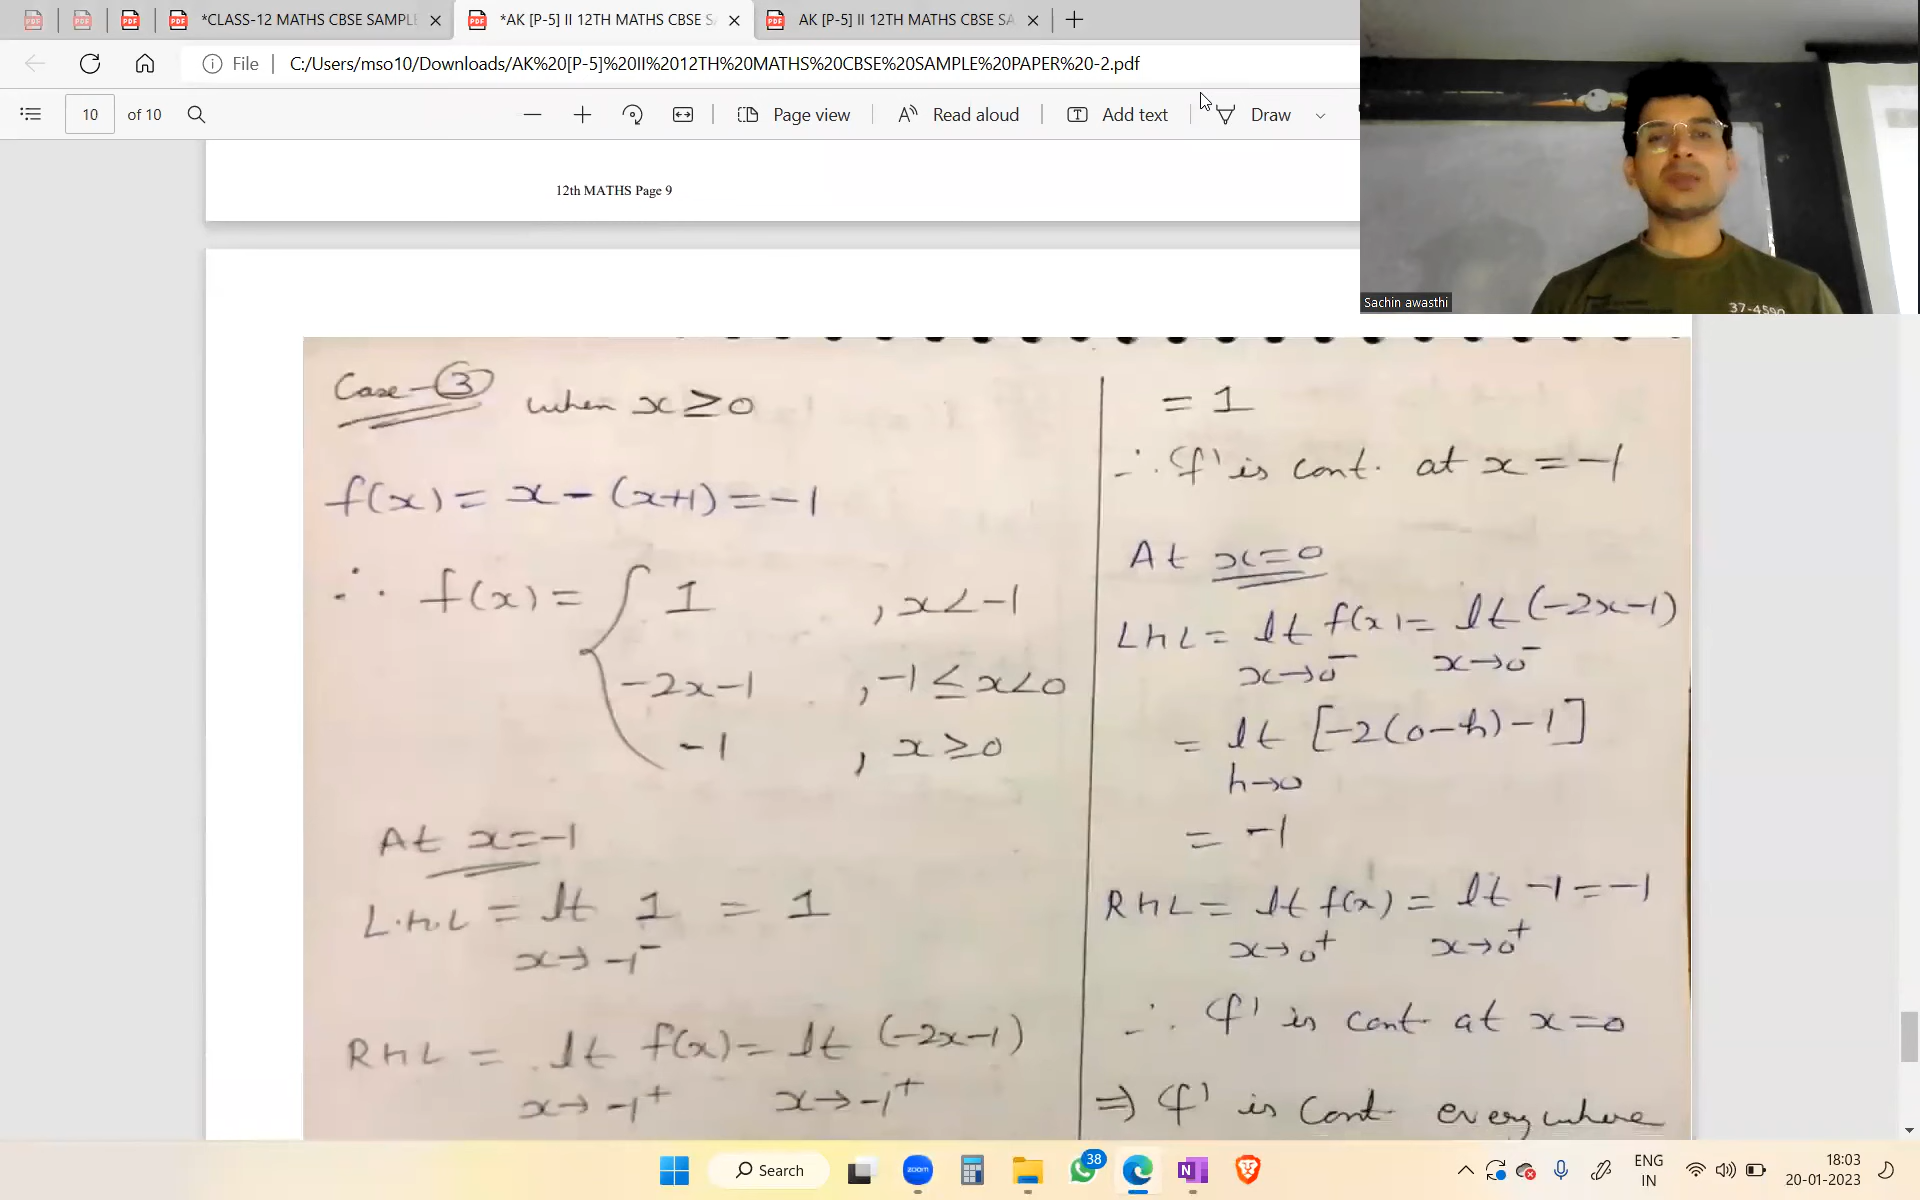 *CLASS-12 MATHS CBSE SAMPLE
*AK [P-5] II 12TH MATHS CBSE SA
AK [P-5] II 12TH MATHS CBSE SA
File
C:/Users/mso10/Downloads/AK%20[P-5]%20II%2012TH%20MATHS%20CBSE%20SAMPLE%20PAPER%20-2.pdf
10 of 10
Page view
Read aloud
Add text
Draw
Sachin awasthi
37-4590
12th MATHS Page 9
Case-③ when x ≥ 0
f(x) = x - (x+1) = -1
∴ f(x) = { 1 , x < -1
-2x-1 , -1 ≤ x < 0
-1 , x ≥ 0
At x = -1
L.h.L = lt 1 = 1
x → -1⁻
RhL = lt f(x) = lt (-2x-1)
x → -1⁺ x → -1⁺
= 1
∴ 'f' is cont. at x = -1
At x = 0
LhL = lt f(x) = lt (-2x-1)
x → 0⁻ x → 0⁻
= lt [-2(0-h)-1]
h → 0
= -1
RhL = lt f(x) = lt -1 = -1
x → 0⁺ x → 0⁺
∴ 'f' is cont. at x = 0
⇒ 'f' is Cont. everywhere
Search
zoom
38
N
ENG
IN
18:03
20-01-2023